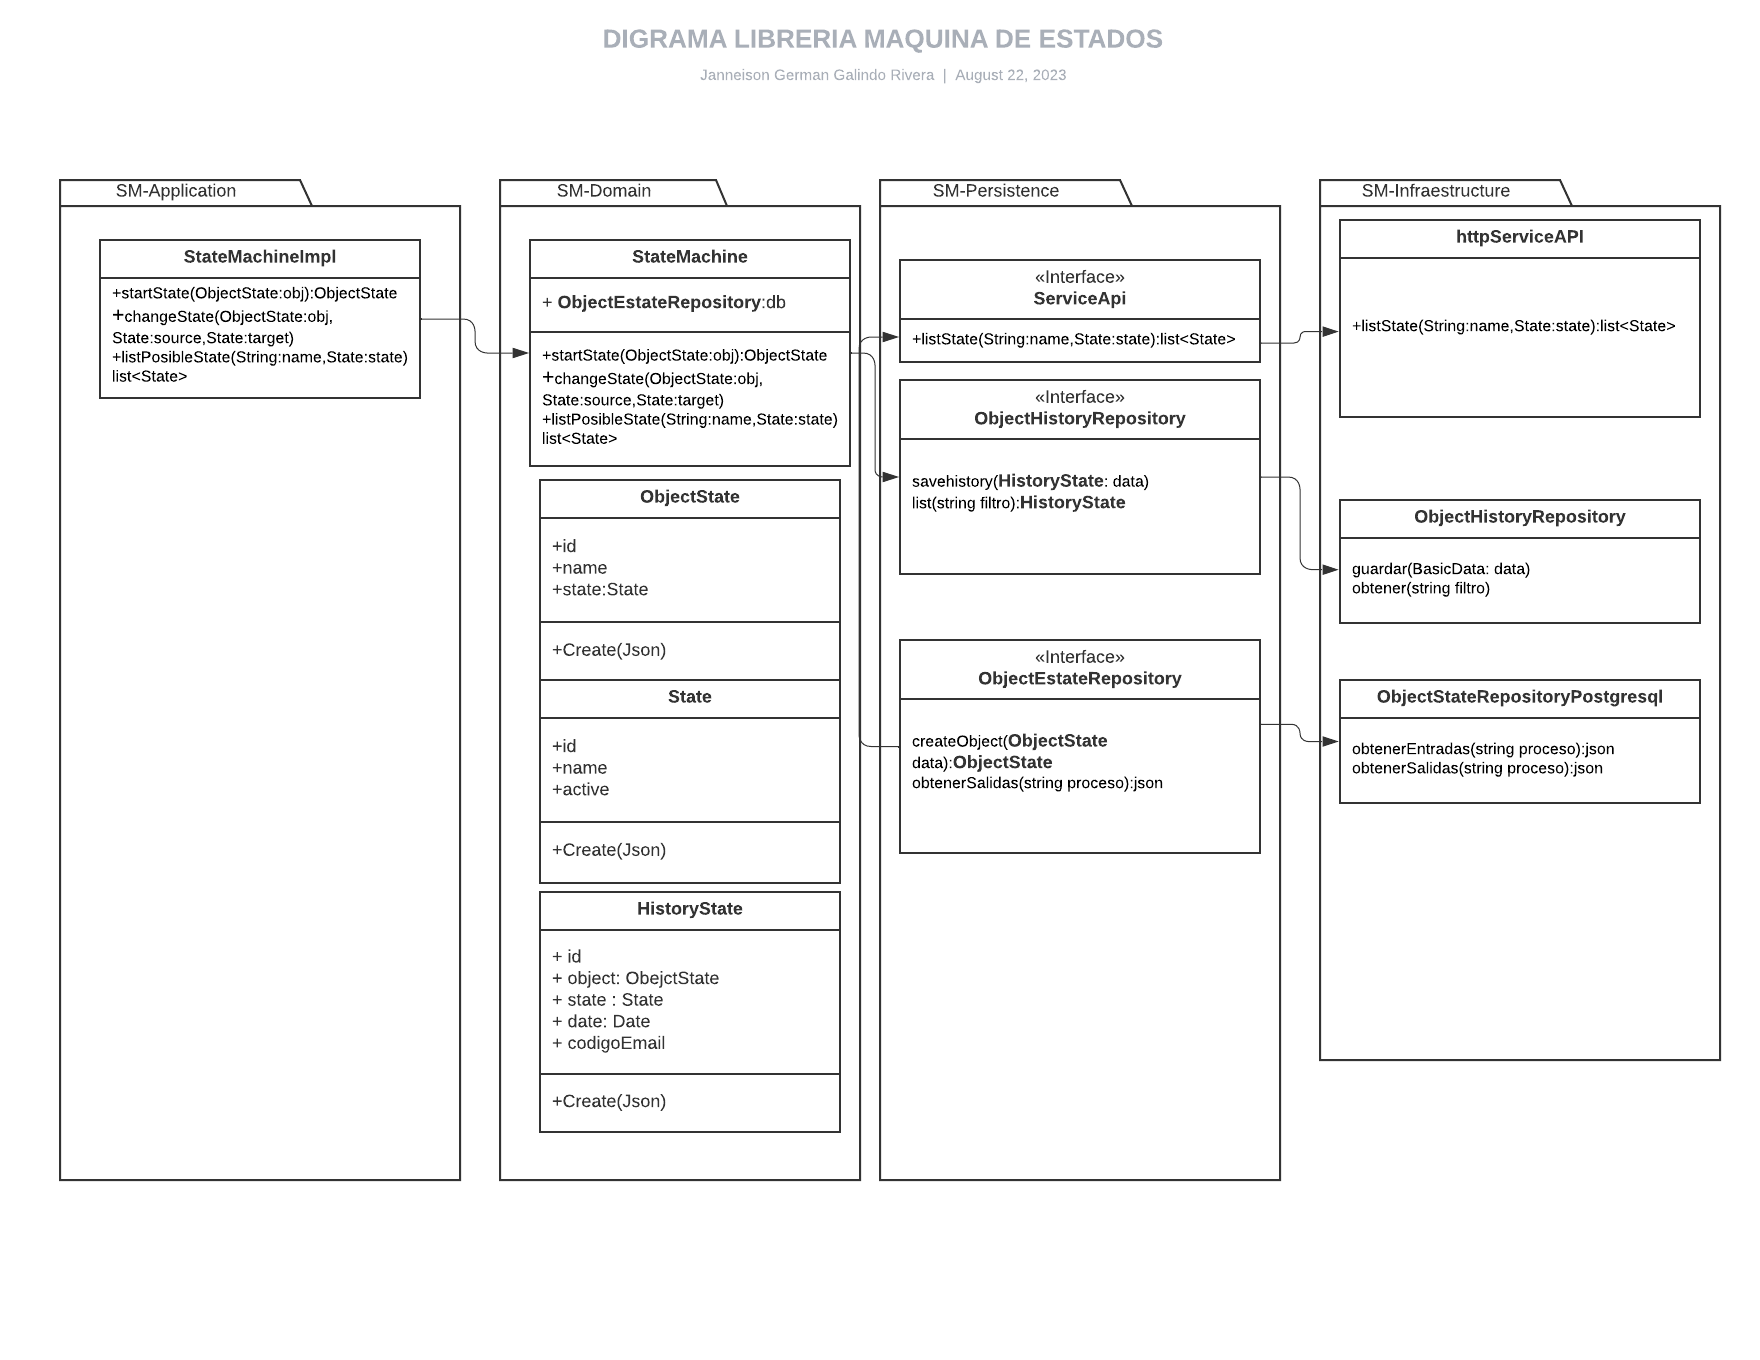 DIGRAMA LIBRERIA MAQUINA DE ESTADOS
Janneison German Galindo Rivera | August 22, 2023
SM-Application
StateMachineImpl
+startState(ObjectState:obj):ObjectState
+changeState(ObjectState:obj,
State:source,State:target)
+listPosibleState(String:name,State:state)
list<State>
SM-Domain
StateMachine
+ ObjectEstateRepository:db
+startState(ObjectState:obj):ObjectState
+changeState(ObjectState:obj,
State:source,State:target)
+listPosibleState(String:name,State:state)
list<State>
ObjectState
+id
+name
+state:State
+Create(Json)
State
+id
+name
+active
+Create(Json)
HistoryState
+ id
+ object: ObejctState
+ state : State
+ date: Date
+ codigoEmail
+Create(Json)
SM-Persistence
«Interface»
ServiceApi
+listState(String:name,State:state):list<State>
«Interface»
ObjectHistoryRepository
savehistory(HistoryState: data)
list(string filtro):HistoryState
«Interface»
ObjectEstateRepository
createObject(ObjectState
data):ObjectState
obtenerSalidas(string proceso):json
SM-Infraestructure
httpServiceAPI
+listState(String:name,State:state):list<State>
ObjectHistoryRepository
guardar(BasicData: data)
obtener(string filtro)
ObjectStateRepositoryPostgresql
obtenerEntradas(string proceso):json
obtenerSalidas(string proceso):json